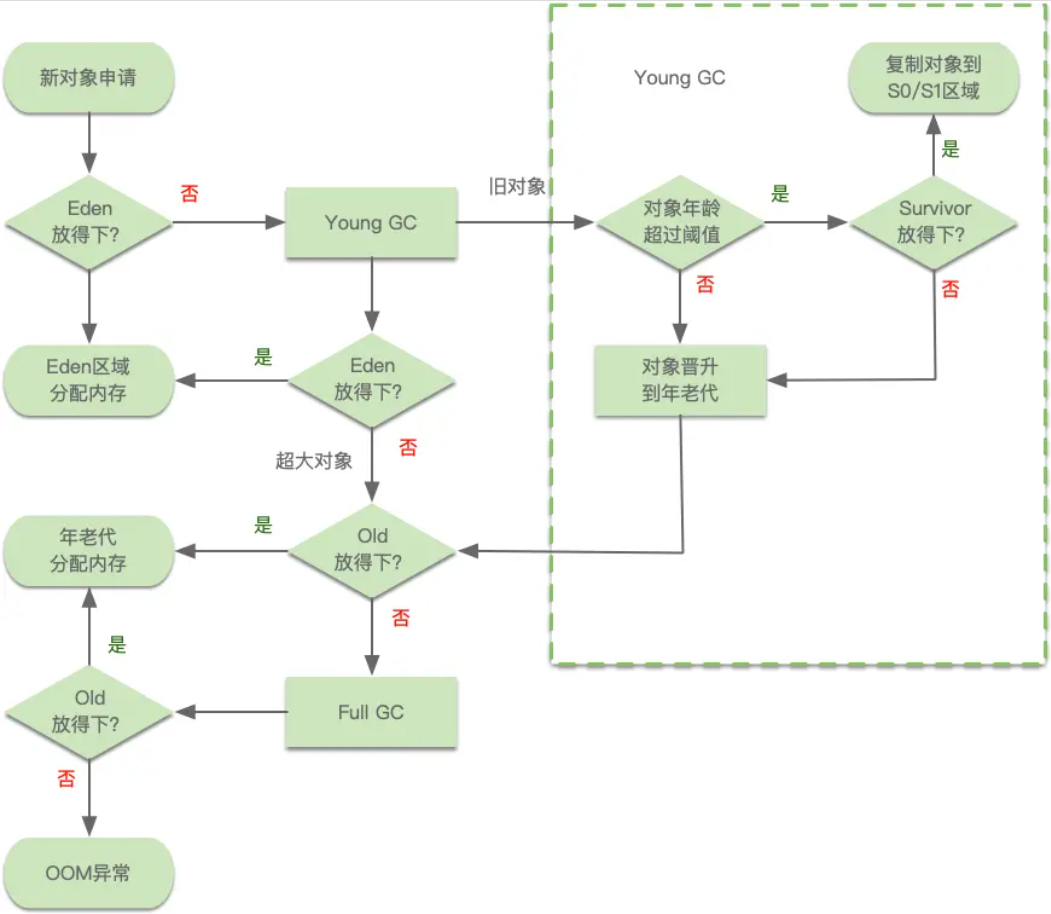 新对象申请
Eden
放得下?
否
Young GC
旧对象
Young GC
对象年龄
超过阈值
是
Survivor
放得下?
是
复制对象到
S0/S1区域
否
否
对象晋升
到年老代
Eden区域
分配内存
是
Eden
放得下?
超大对象
否
年老代
分配内存
是
Old
放得下?
否
是
Old
放得下?
Full GC
否
OOM异常